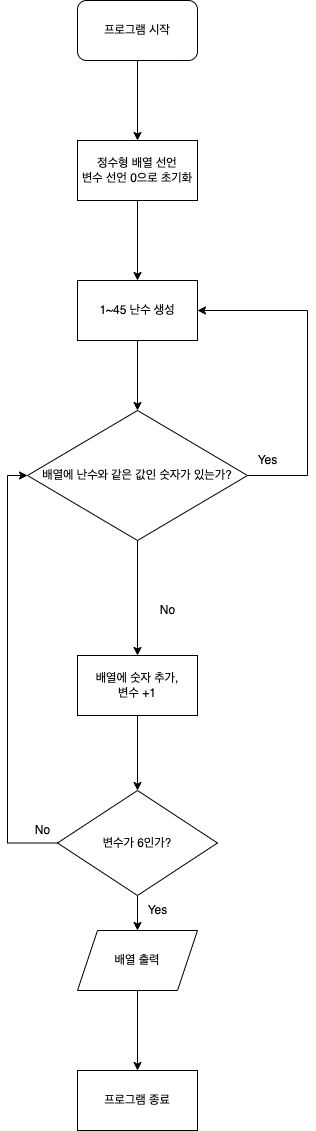 프로그램 시작
정수형 배열 선언
변수 선언 0으로 초기화
1~45 난수 생성
배열에 난수와 같은 값인 숫자가 있는가?
Yes
No
배열에 숫자 추가,
변수 +1
변수가 6인가?
No
Yes
배열 출력
프로그램 종료